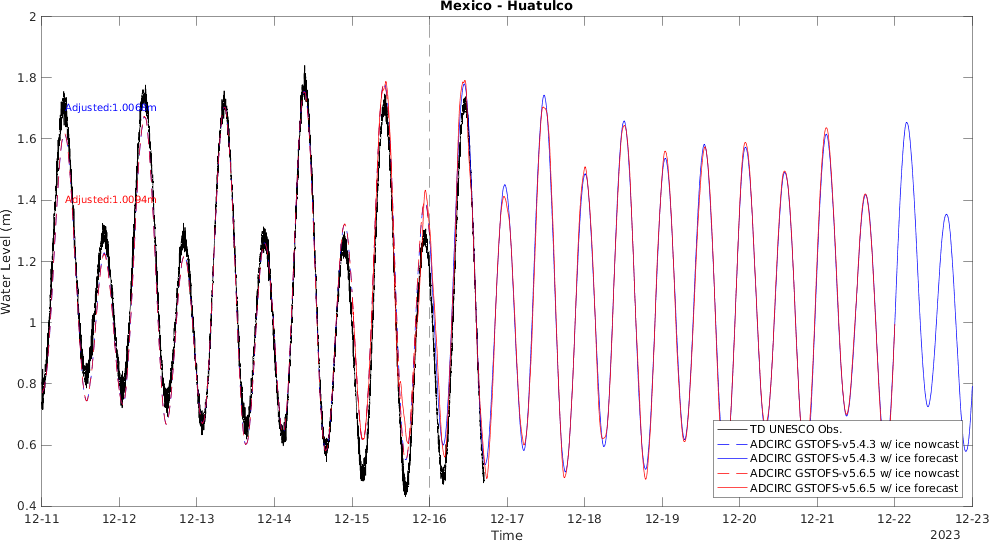 Mexico - Huatulco
2
1.8
1.6
1.4
1.2
1
0.8
0.6
0.4
Water Level (m)
Adjusted:1.0094m
TD UNESCO Obs.
ADCIRC GSTOFS-v5.4.3 w/ ice nowcast
ADCIRC GSTOFS-v5.4.3 w/ ice forecast
ADCIRC GSTOFS-v5.6.5 w/ ice nowcast
ADCIRC GSTOFS-v5.6.5 w/ ice forecast
12-11 12-12 12-13 12-14 12-15 12-16 12-17 12-18 12-19 12-20 12-21 12-22 12-23
Time
2023